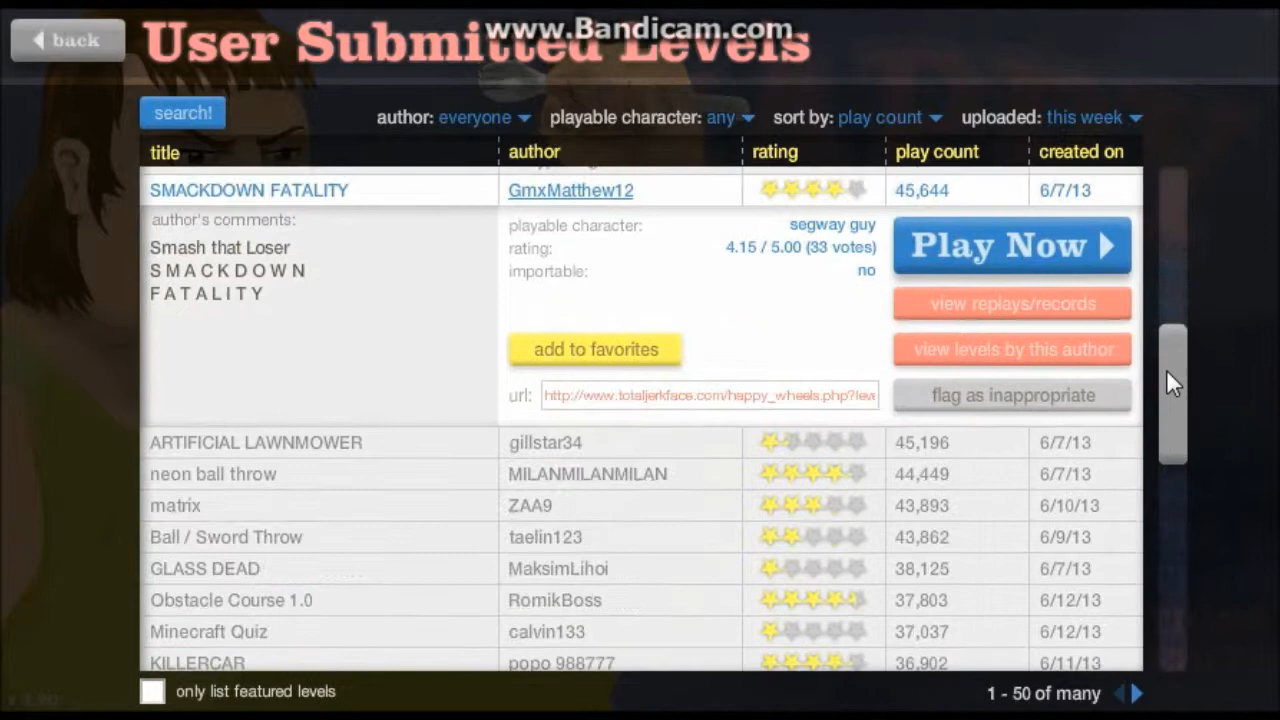 www.Bandicam.com
back
User Submitted Levels
search!
author: everyone playable character: any sort by: play count uploaded: this week
title author rating play count created on
SMACKDOWN FATALITY GmxMatthew12 45,644 6/7/13
author's comments:
Smash that Loser
S M A C K D O W N
F A T A L I T Y
playable character: segway guy
rating: 4.15 / 5.00 (33 votes)
importable: no
Play Now
view replays/records
add to favorites
view levels by this author
url: http://www.totaljerkface.com/happy_wheels.php?lev
flag as inappropriate
ARTIFICIAL LAWNMOWER gillstar34 45,196 6/7/13
neon ball throw MILANMILANMILAN 44,449 6/7/13
matrix ZAA9 43,893 6/10/13
Ball / Sword Throw taelin123 43,862 6/9/13
GLASS DEAD MaksimLihoi 38,125 6/7/13
Obstacle Course 1.0 RomikBoss 37,803 6/12/13
Minecraft Quiz calvin133 37,037 6/12/13
KILLERCAR popo 988777 36,902 6/11/13
only list featured levels
1 - 50 of many